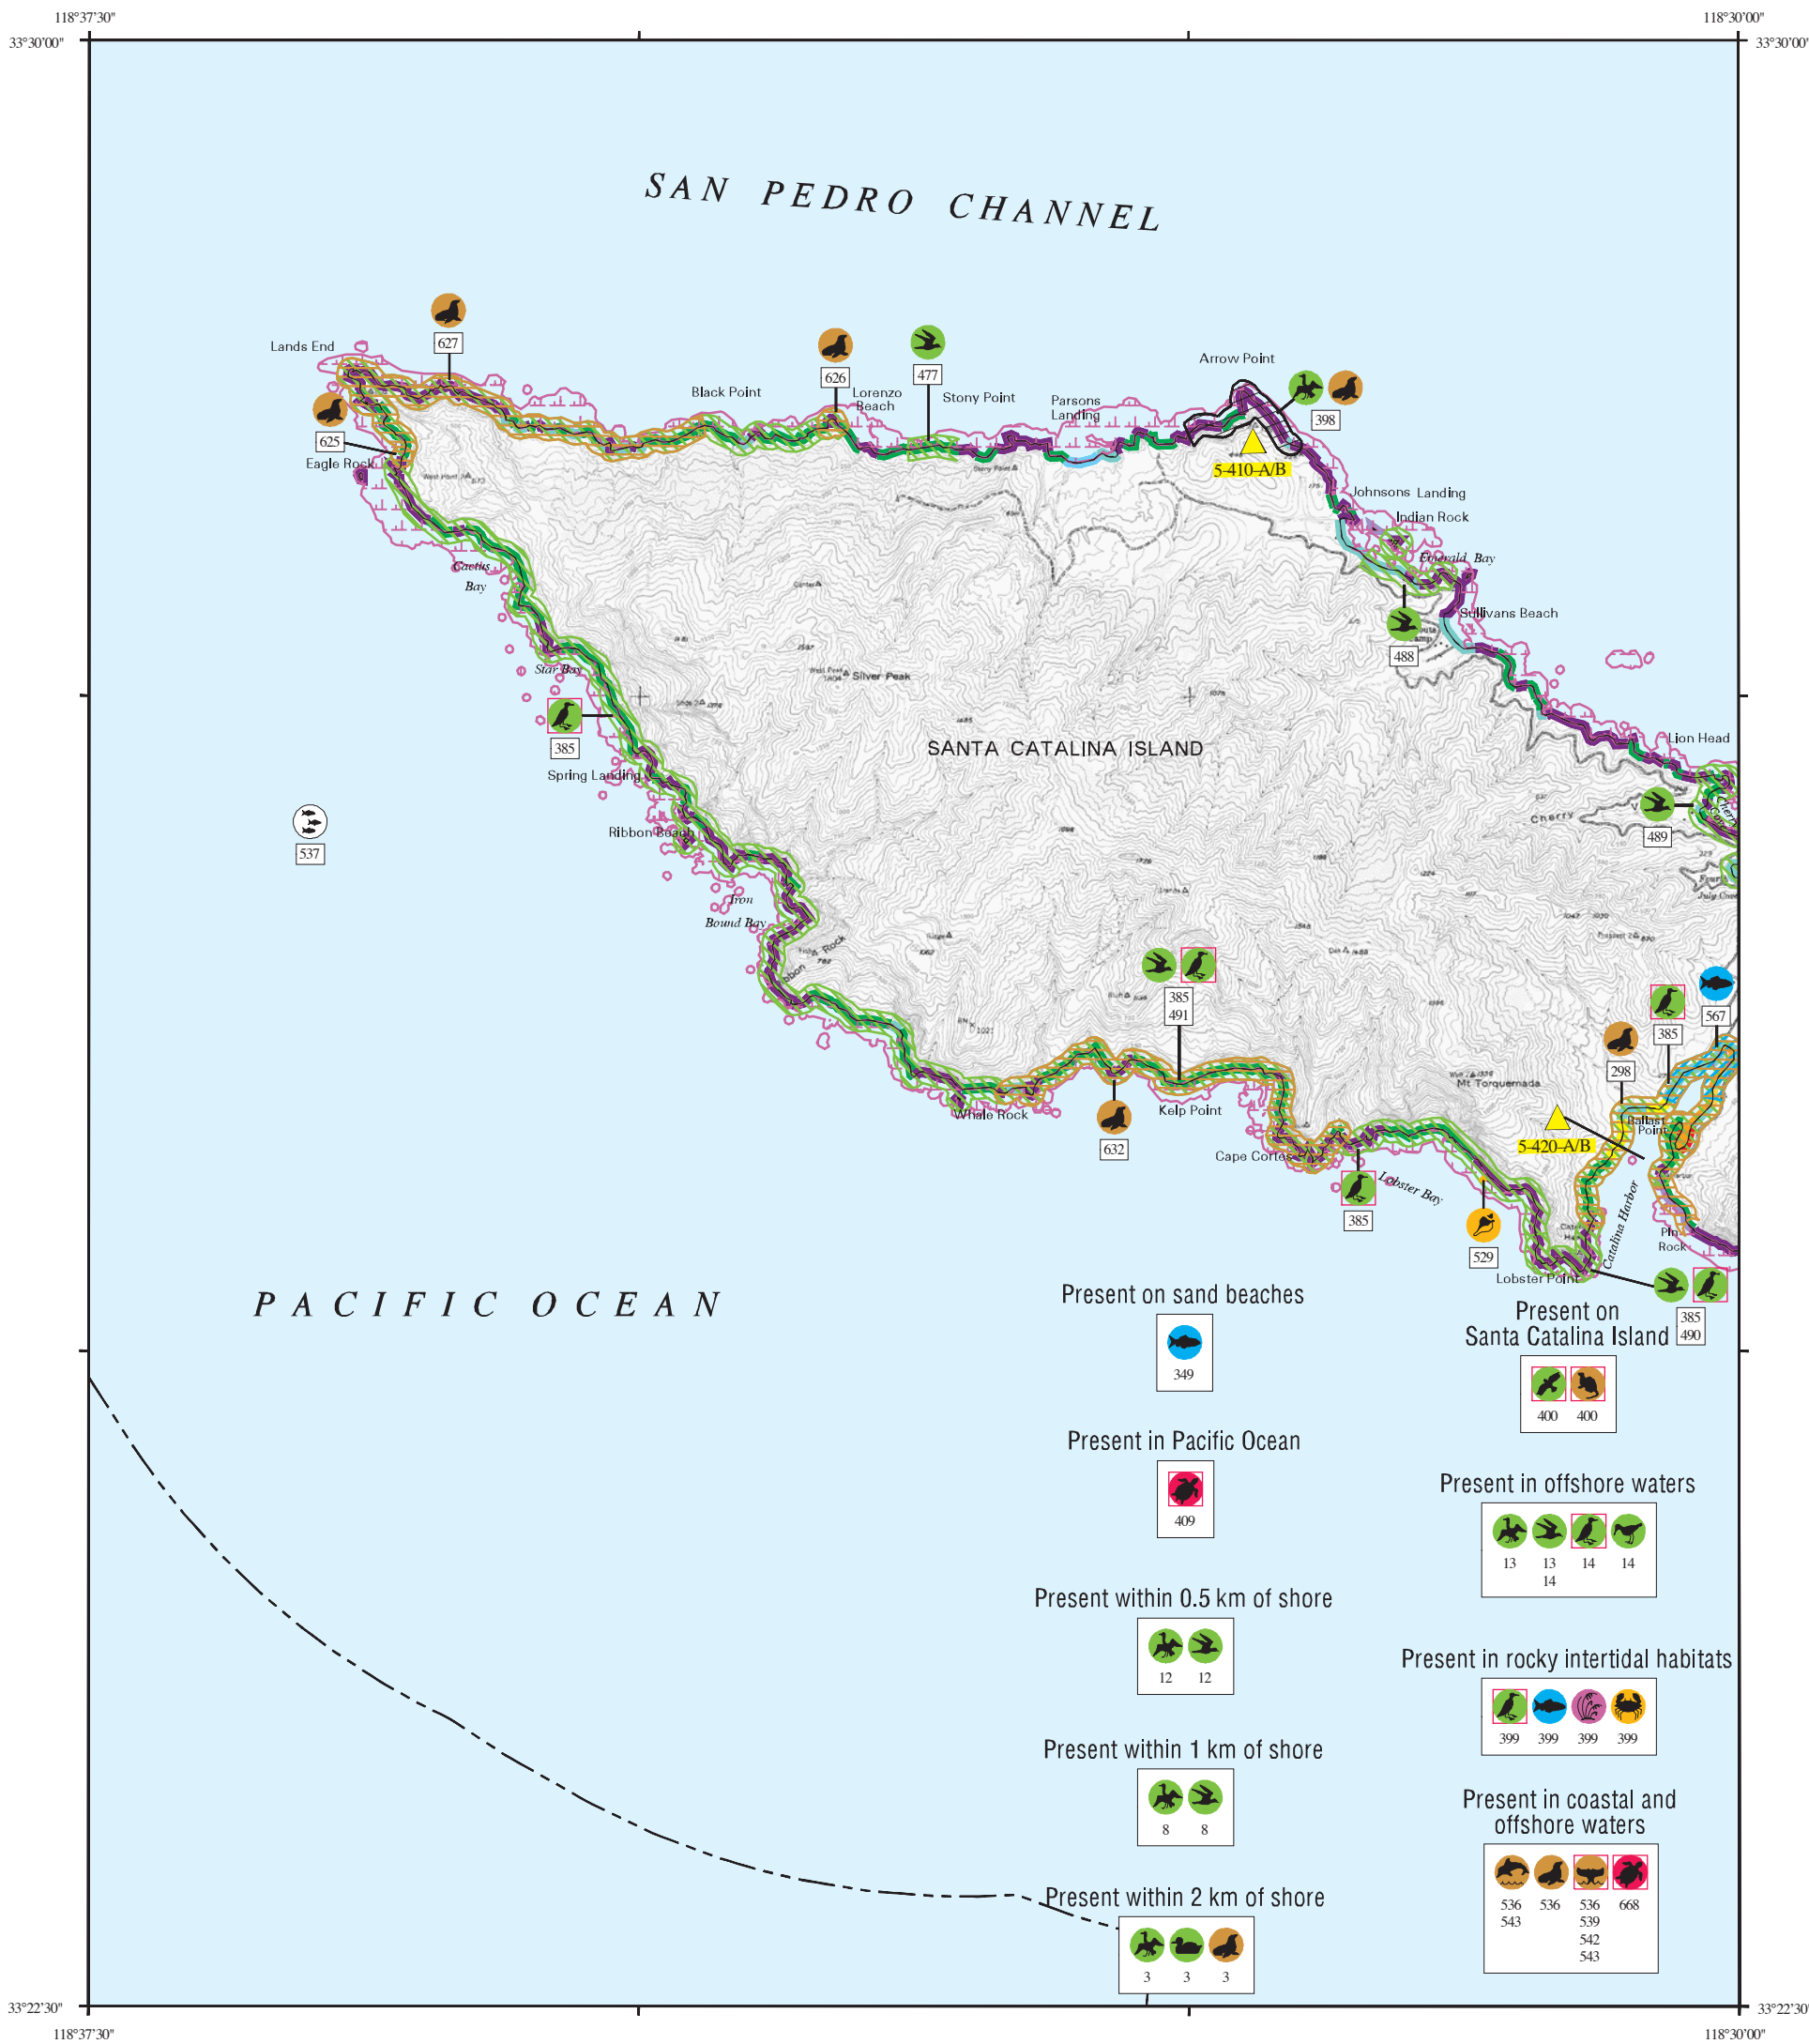 118°37'30"
118°30'00"
33°30'00"
33°30'00"
SAN PEDRO CHANNEL
Lands End
627
626
477
Black Point
Lorenzo
Beach
Stony Point
Parsons
Landing
Arrow Point
398
625
Eagle Rock
5-410-A/B
Johnsons Landing
Indian Rock
Emerald Bay
Cactus
Bay
Sullivans Beach
488
Star Bay
Silver Peak
385
SANTA CATALINA ISLAND
Lion Head
Spring Landing
Ribbon Beach
537
489
Cherry
Cherry
Cove
Iron
Bound Bay
Ribbon Rock
385
491
385
567
298
Mt Torquemada
Whale Rock
Kelp Point
632
Ballast
Point
5-420-A/B
Cape Cortes
Lobster Bay
385
529
Catalina Harbor
Pin
Rock
Lobster Point
385
490
PACIFIC OCEAN
Present on sand beaches
349
Present on
Santa Catalina Island
400 400
Present in Pacific Ocean
409
Present in offshore waters
13 13 14 14
14
Present within 0.5 km of shore
12 12
Present in rocky intertidal habitats
399 399 399 399
Present within 1 km of shore
8 8
Present in coastal and
offshore waters
536 536 536 668
543 539
542
543
Present within 2 km of shore
3 3 3
33°22'30"
33°22'30"
118°37'30"
118°30'00"